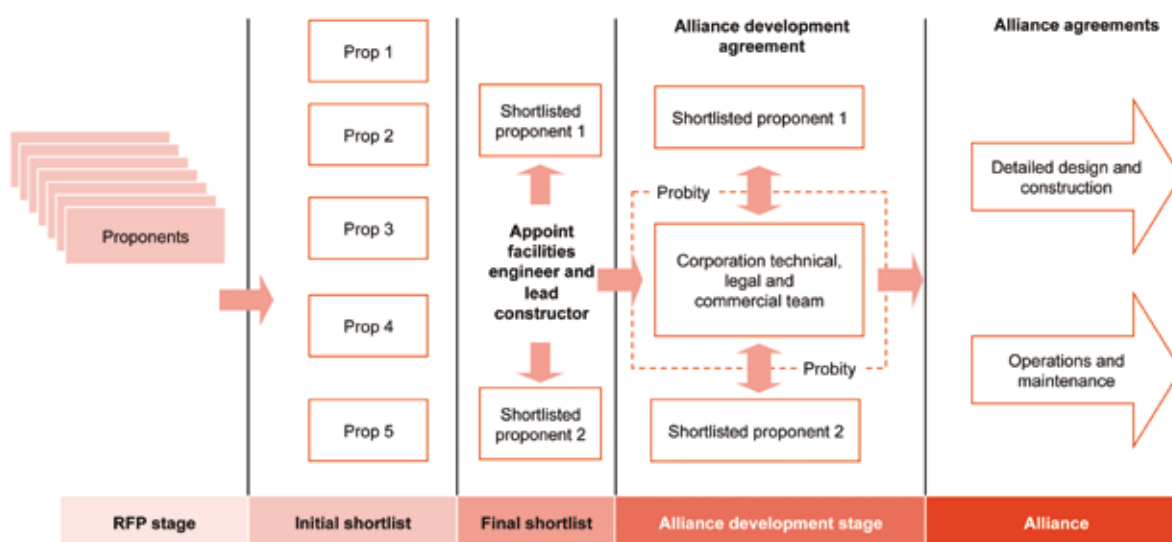 Proponents
RFP stage
Prop 1
Prop 2
Prop 3
Prop 4
Prop 5
Initial shortlist
Shortlisted
proponent 1
Appoint
facilities
engineer and
lead
constructor
Shortlisted
proponent 2
Final shortlist
Alliance development
agreement
Shortlisted proponent 1
Probity
Corporation technical,
legal and
commercial team
Probity
Shortlisted proponent 2
Alliance development stage
Alliance agreements
Detailed design and
construction
Operations and
maintenance
Alliance